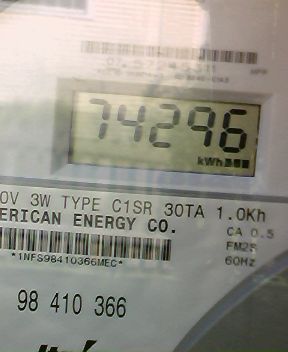 74296
kWh
0V 3W TYPE C1SR 30TA 1.0Kh
ERICAN ENERGY CO.
CA 0.5
FM2S
60Hz
*1NFS98410366MEC*
98 410 366